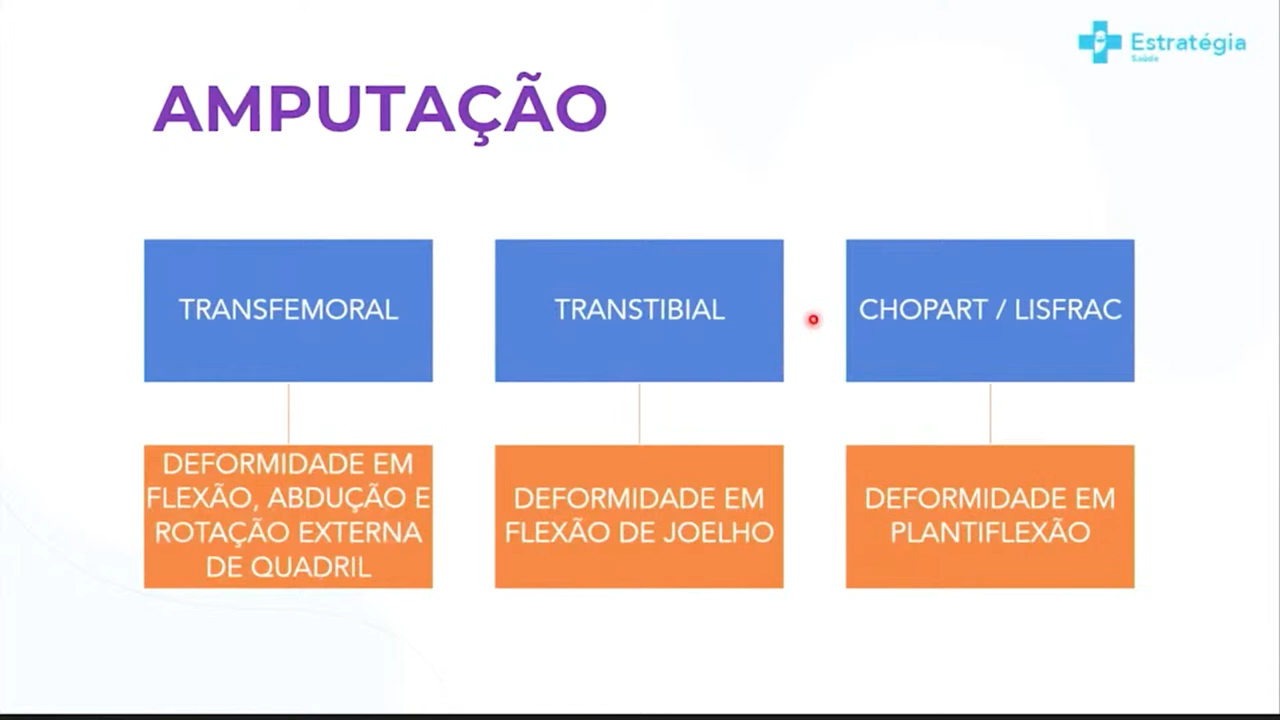 Estratégia
Saúde
AMPUTAÇÃO
TRANSFEMORAL
TRANSTIBIAL
CHOPART / LISFRAC
DEFORMIDADE EM
FLEXÃO, ABDUÇÃO E
ROTAÇÃO EXTERNA
DE QUADRIL
DEFORMIDADE EM
FLEXÃO DE JOELHO
DEFORMIDADE EM
PLANTIFLEXÃO